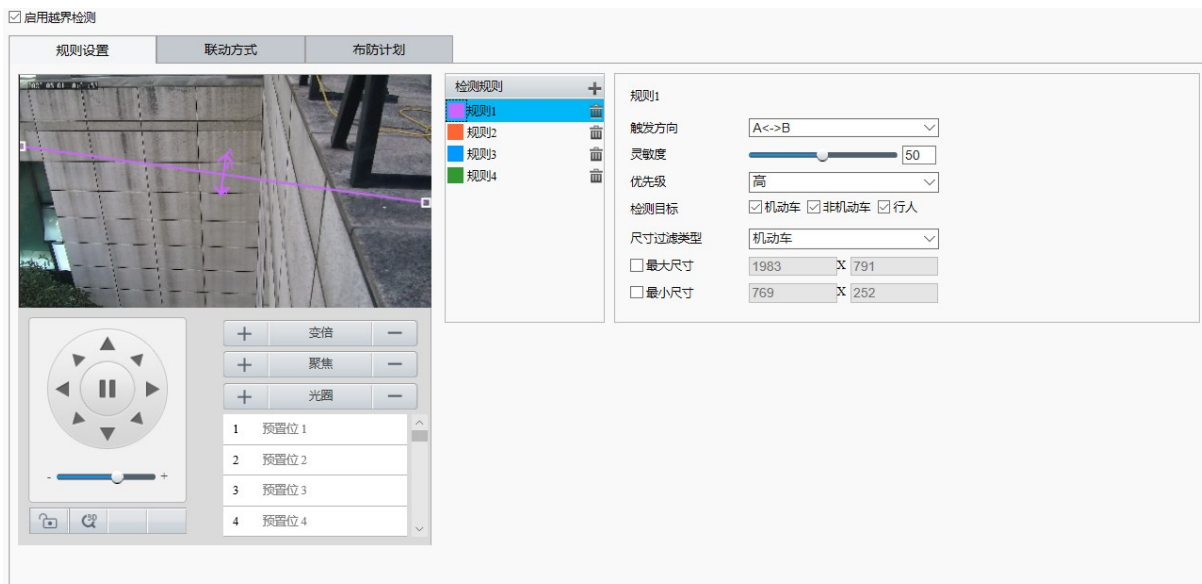 启用越界检测
规则设置 联动方式 布防计划
检测规则
规则1
规则2
规则3
规则4
规则1
触发方向 A<->B
灵敏度 50
优先级 高
检测目标 机动车 非机动车 行人
尺寸过滤类型 机动车
最大尺寸 1983 X 791
最小尺寸 769 X 252
+ 变倍 −
+ 聚焦 −
+ 光圈 −
1 预置位 1
2 预置位 2
3 预置位 3
4 预置位 4
- +
3D